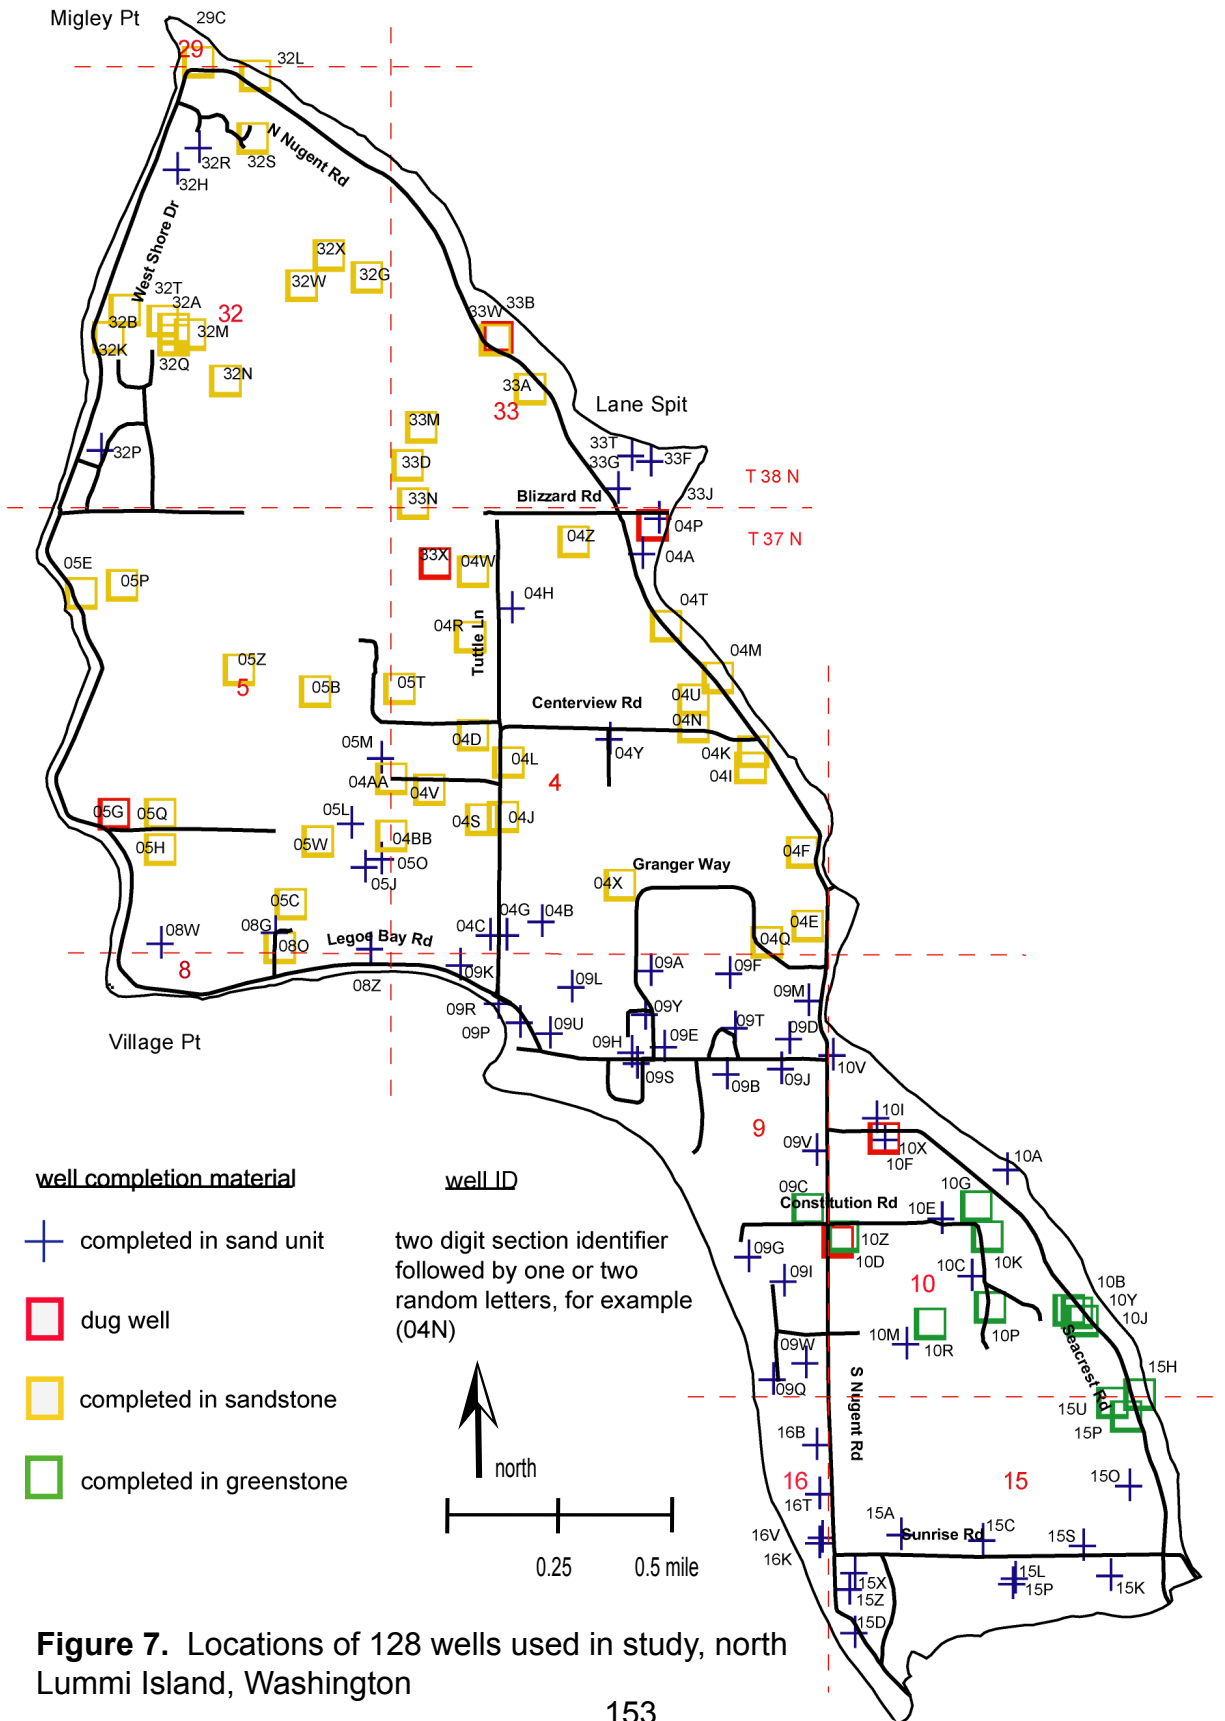 Migley Pt
29C
29
32L
N Nugent Rd
32R
32S
32H
West Shore Dr
32X
32W
32G
32T
32A
32
32B
32M
32K
32Q
32N
33B
33W
33A
33
Lane Spit
33M
33T
33G
33F
32P
33D
T 38 N
33N
Blizzard Rd
33J
04P
T 37 N
04Z
33X
04W
04A
05E
05P
04H
04T
04R
Tuttle Ln
04M
05Z
5
05B
05T
04U
Centerview Rd
04N
05M
04D
04Y
04K
04L
04I
04AA
04V
4
05G
05Q
05L
04S
04J
05H
05W
04BB
04F
05O
05J
Granger Way
04X
05C
04G
04B
04C
04E
08W
08G
08O
Legoe Bay Rd
04Q
8
08Z
09K
09L
09A
09F
09R
09M
09P
09U
09Y
09T
09D
Village Pt
09H
09E
09S
09B
09J
10V
9
10I
09V
10X
10F
10A
well completion material
well ID
09C
Constitution Rd
10G
10E
completed in sand unit
two digit section identifier
followed by one or two
random letters, for example
(04N)
10Z
10D
10K
09G
09I
10C
10
10B
10Y
10J
dug well
10M
10R
10P
Seacrest Rd
09W
09Q
S Nugent Rd
15H
15U
15P
completed in sandstone
16B
north
completed in greenstone
16
16T
15
15O
15A
Sunrise Rd
15C
15S
16V
16K
0.25
0.5 mile
15X
15Z
15L
15P
15K
15D
Figure 7. Locations of 128 wells used in study, north
Lummi Island, Washington
153